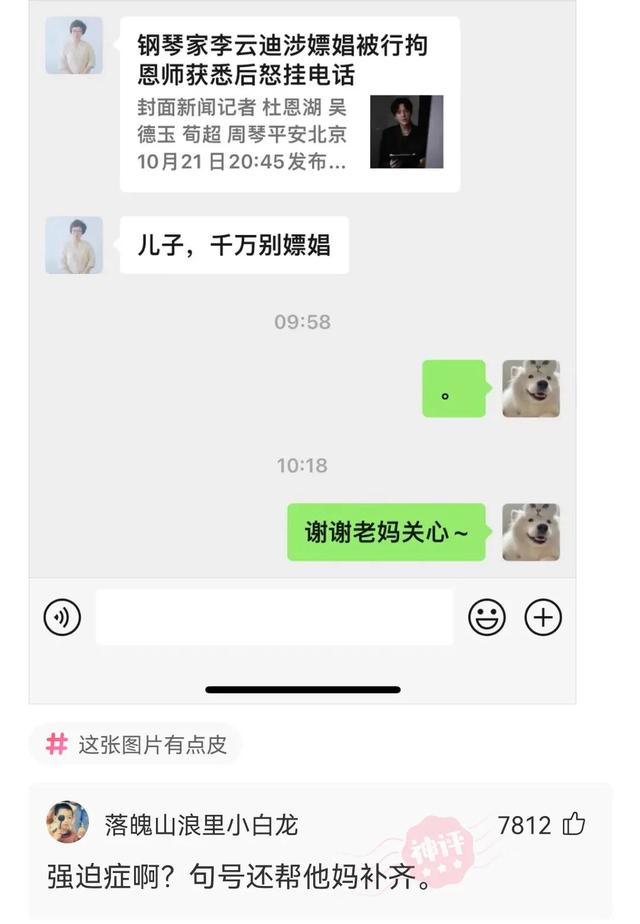 钢琴家李云迪涉嫖娼被行拘
恩师获悉后怒挂电话
封面新闻记者 杜恩湖 吴
德玉 荀超 周琴平安北京
10月21日20:45发布...
儿子，千万别嫖娼
09:58
。
10:18
谢谢老妈关心～
# 这张图片有点皮
落魄山浪里小白龙
7812
神评
强迫症啊？句号还帮他妈补齐。